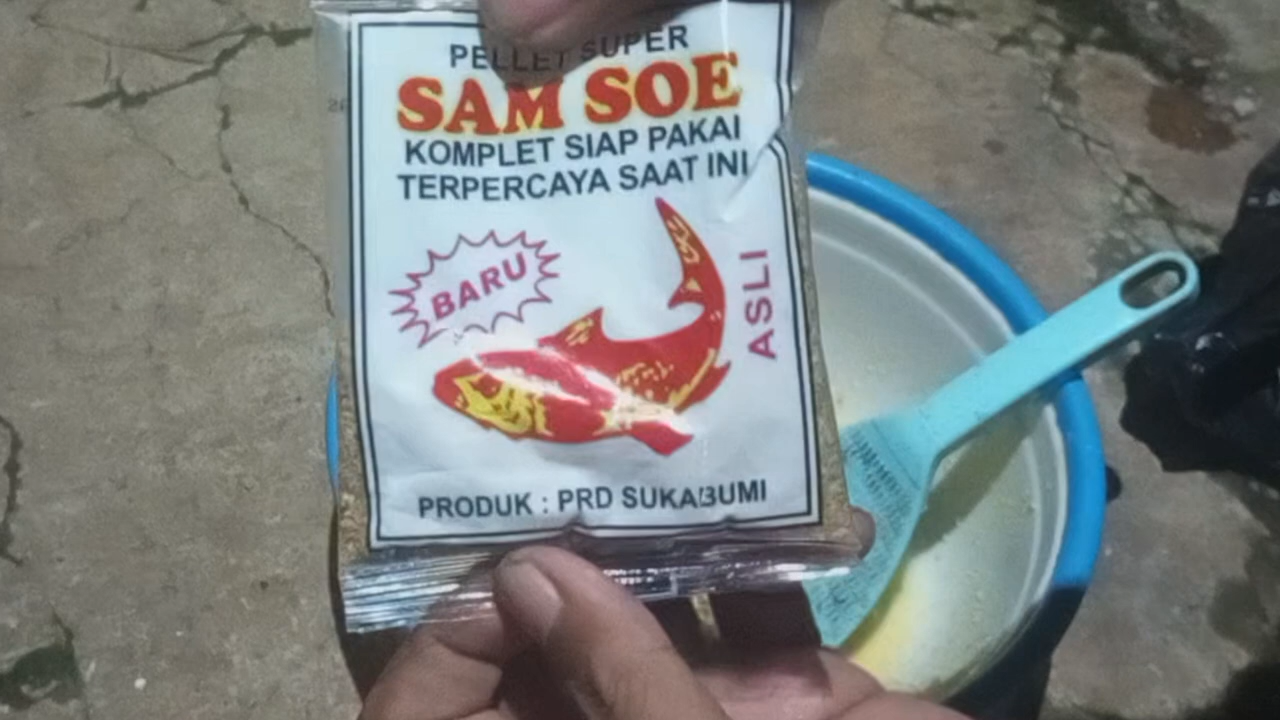 PELLET SUPER
SAM SOE
KOMPLET SIAP PAKAI
TERPERCAYA SAAT INI
BARU
ASLI
PRODUK : PRD SUKABUMI